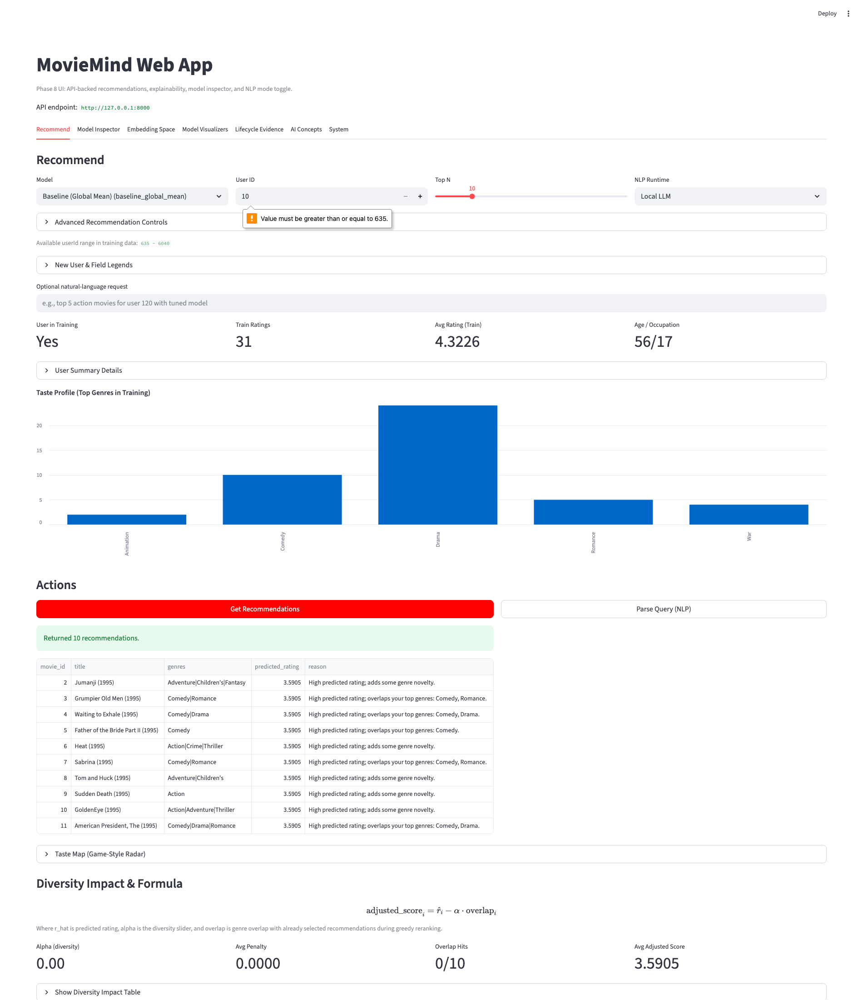 Deploy
MovieMind Web App
Phase 8 UI: API-backed recommendations, explainability, model inspector, and NLP mode toggle.
API endpoint: http://127.0.0.1:8000
Recommend Model Inspector Embedding Space Model Visualizers Lifecycle Evidence AI Concepts System
Recommend
Model User ID Top N NLP Runtime
10
Baseline (Global Mean) (baseline_global_mean) 10 Local LLM
Value must be greater than or equal to 635.
Advanced Recommendation Controls
Available userId range in training data: 635 – 6040
New User & Field Legends
Optional natural-language request
e.g., top 5 action movies for user 120 with tuned model
User in Training Train Ratings Avg Rating (Train) Age / Occupation
Yes 31 4.3226 56/17
User Summary Details
Taste Profile (Top Genres in Training)
20
15
10
5
0
Animation Comedy Drama Romance War
Actions
Get Recommendations Parse Query (NLP)
Returned 10 recommendations.
movie_id title genres predicted_rating reason
2 Jumanji (1995) Adventure|Children's|Fantasy 3.5905 High predicted rating; adds some genre novelty.
3 Grumpier Old Men (1995) Comedy|Romance 3.5905 High predicted rating; overlaps your top genres: Comedy, Romance.
4 Waiting to Exhale (1995) Comedy|Drama 3.5905 High predicted rating; overlaps your top genres: Comedy, Drama.
5 Father of the Bride Part II (1995) Comedy 3.5905 High predicted rating; overlaps your top genres: Comedy.
6 Heat (1995) Action|Crime|Thriller 3.5905 High predicted rating; adds some genre novelty.
7 Sabrina (1995) Comedy|Romance 3.5905 High predicted rating; overlaps your top genres: Comedy, Romance.
8 Tom and Huck (1995) Adventure|Children's 3.5905 High predicted rating; adds some genre novelty.
9 Sudden Death (1995) Action 3.5905 High predicted rating; adds some genre novelty.
10 GoldenEye (1995) Action|Adventure|Thriller 3.5905 High predicted rating; adds some genre novelty.
11 American President, The (1995) Comedy|Drama|Romance 3.5905 High predicted rating; overlaps your top genres: Comedy, Drama.
Taste Map (Game-Style Radar)
Diversity Impact & Formula
adjusted_scoreᵢ = r̂ᵢ − α · overlapᵢ
Where r_hat is predicted rating, alpha is the diversity slider, and overlap is genre overlap with already selected recommendations during greedy reranking.
Alpha (diversity) Avg Penalty Overlap Hits Avg Adjusted Score
0.00 0.0000 0/10 3.5905
Show Diversity Impact Table